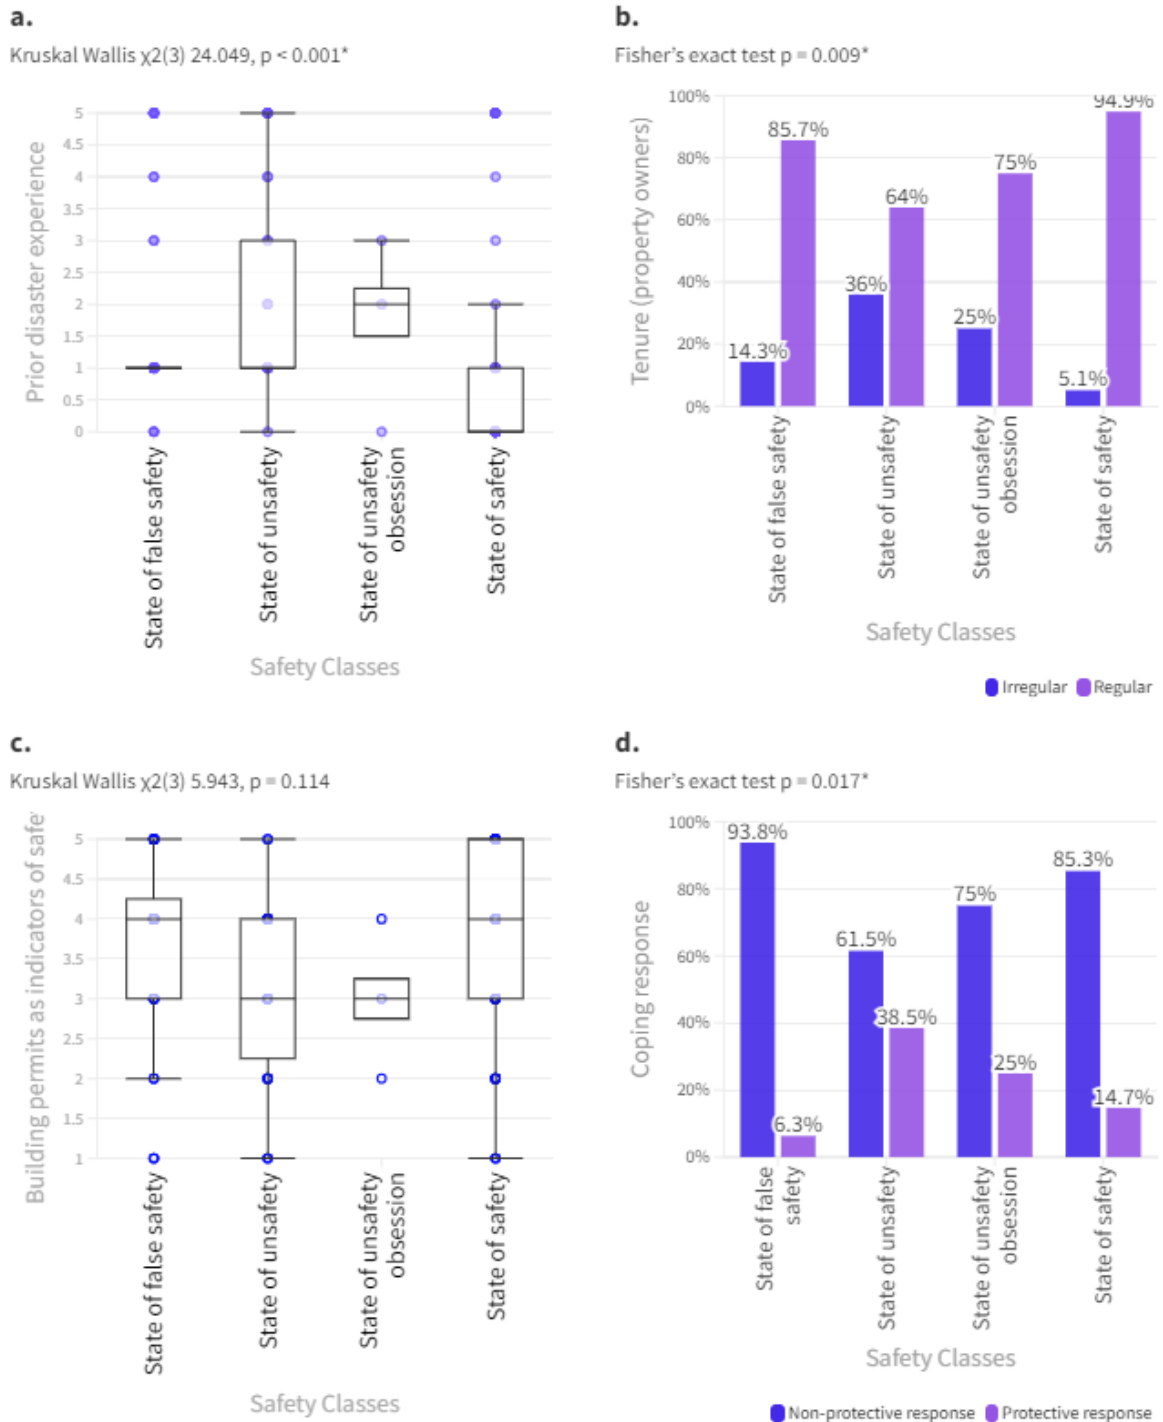 a.
Kruskal Wallis χ2(3) 24.049, p < 0.001*
Prior disaster experience
5
4.5
4
3.5
3
2.5
2
1.5
1
0.5
0
State of false safety
State of unsafety
State of unsafety
obsession
State of safety
Safety Classes
b.
Fisher's exact test p = 0.009*
Tenure (property owners)
100%
80%
60%
40%
20%
0%
14.3%
85.7%
36%
64%
25%
75%
5.1%
94.9%
State of false safety
State of unsafety
State of unsafety
obsession
State of safety
Safety Classes
Irregular Regular
c.
Kruskal Wallis χ2(3) 5.943, p = 0.114
Building permits as indicators of safe
5
4.5
4
3.5
3
2.5
2
1.5
1
State of false safety
State of unsafety
State of unsafety
obsession
State of safety
Safety Classes
d.
Fisher's exact test p = 0.017*
Coping response
100%
80%
60%
40%
20%
0%
93.8%
6.3%
61.5%
38.5%
75%
25%
85.3%
14.7%
State of false
safety
State of unsafety
State of unsafety
obsession
State of safety
Safety Classes
Non-protective response Protective response